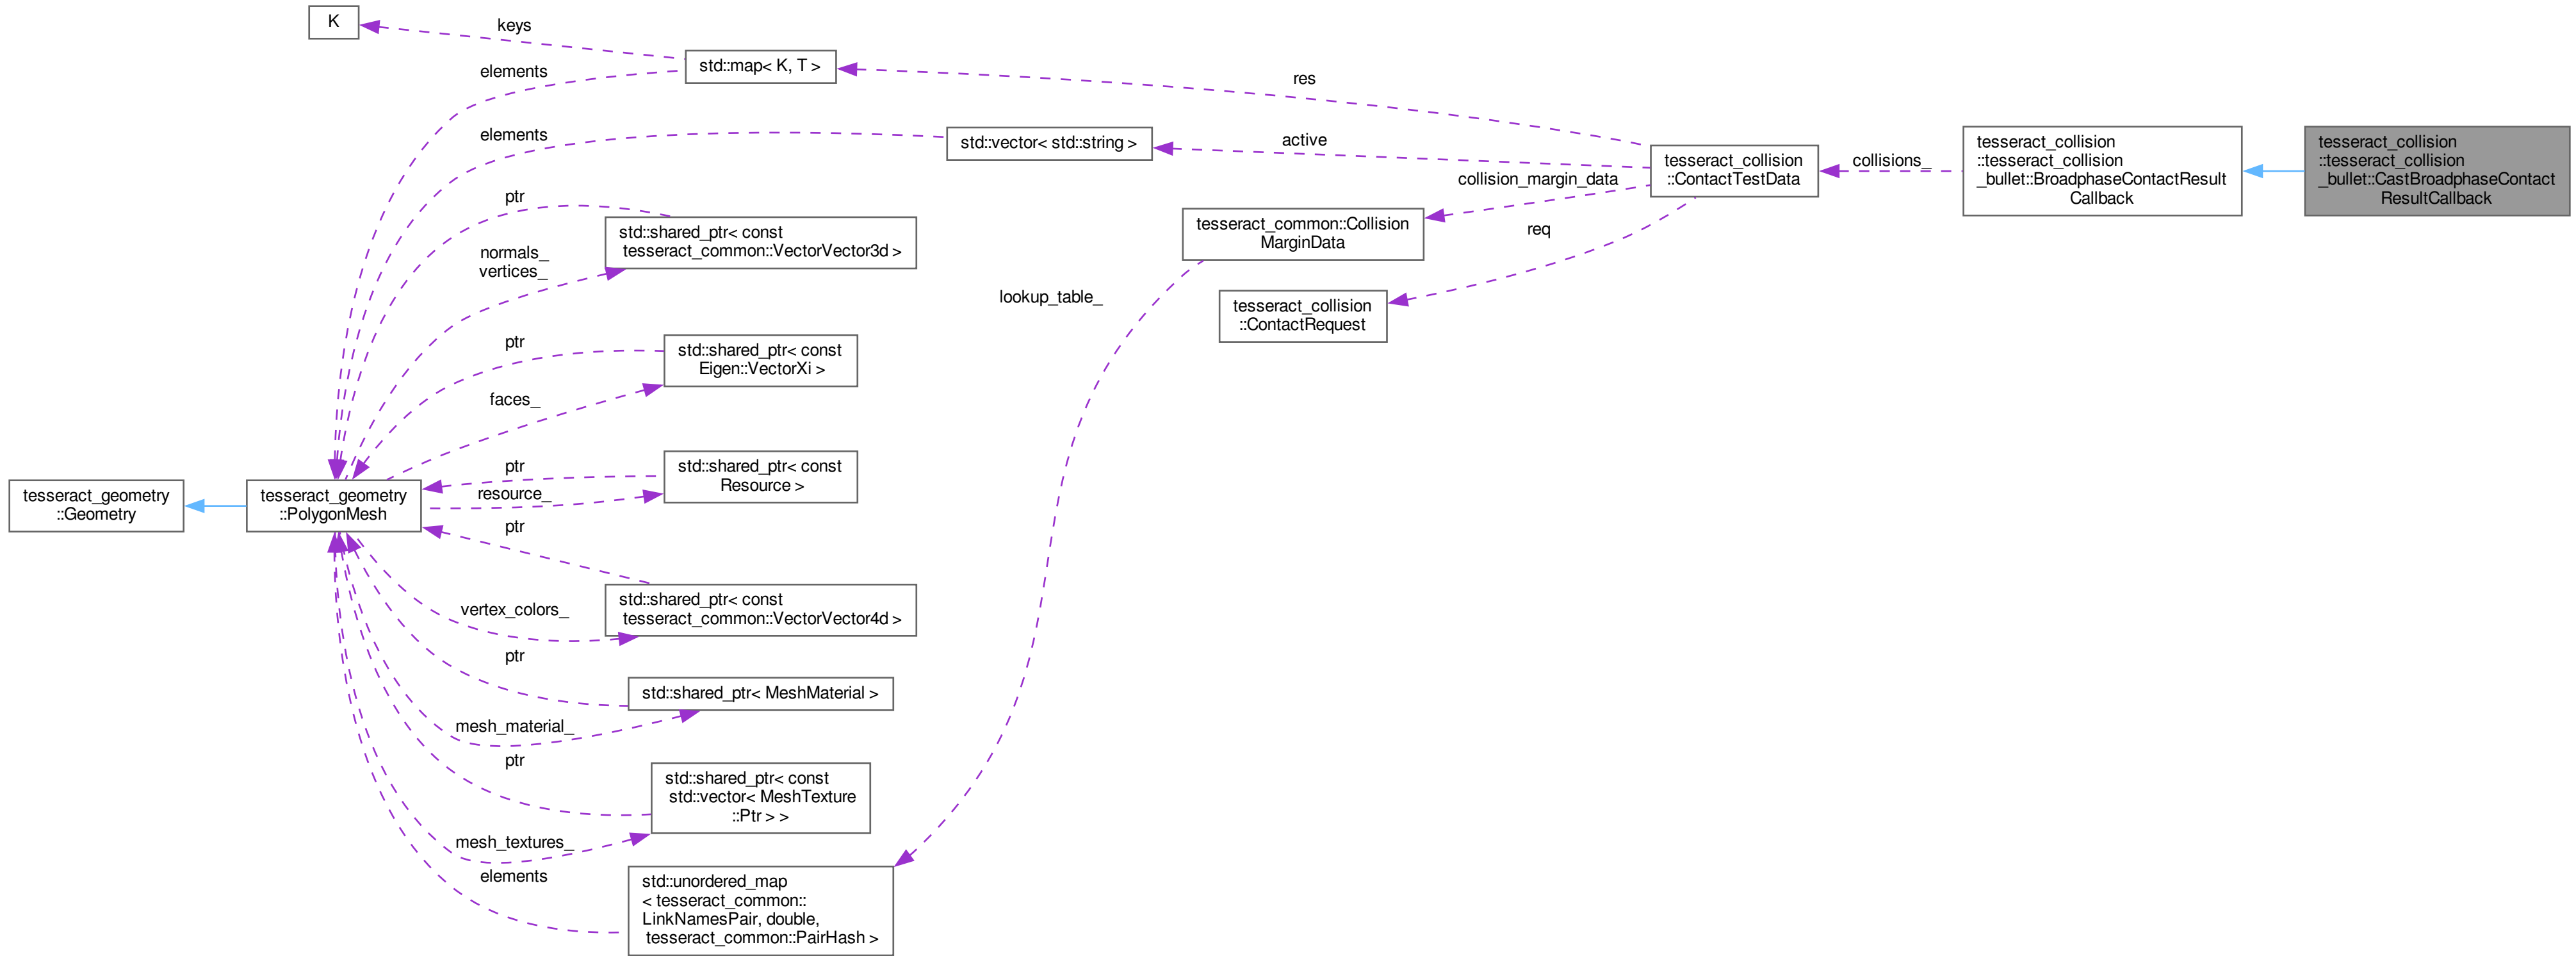 K
keys
std::map< K, T >
elements
res
elements
std::vector< std::string >
active
tesseract_collision
::ContactTestData
collisions_
tesseract_collision
::tesseract_collision
_bullet::BroadphaseContactResult
Callback
tesseract_collision
::tesseract_collision
_bullet::CastBroadphaseContact
ResultCallback
collision_margin_data
ptr
std::shared_ptr< const
tesseract_common::VectorVector3d >
normals_
vertices_
tesseract_common::Collision
MarginData
req
lookup_table_
tesseract_collision
::ContactRequest
ptr
std::shared_ptr< const
Eigen::VectorXi >
faces_
ptr
std::shared_ptr< const
Resource >
resource_
tesseract_geometry
::Geometry
tesseract_geometry
::PolygonMesh
ptr
std::shared_ptr< const
tesseract_common::VectorVector4d >
vertex_colors_
ptr
std::shared_ptr< MeshMaterial >
mesh_material_
ptr
std::shared_ptr< const
std::vector< MeshTexture
::Ptr > >
mesh_textures_
elements
std::unordered_map
< tesseract_common::
LinkNamesPair, double,
tesseract_common::PairHash >